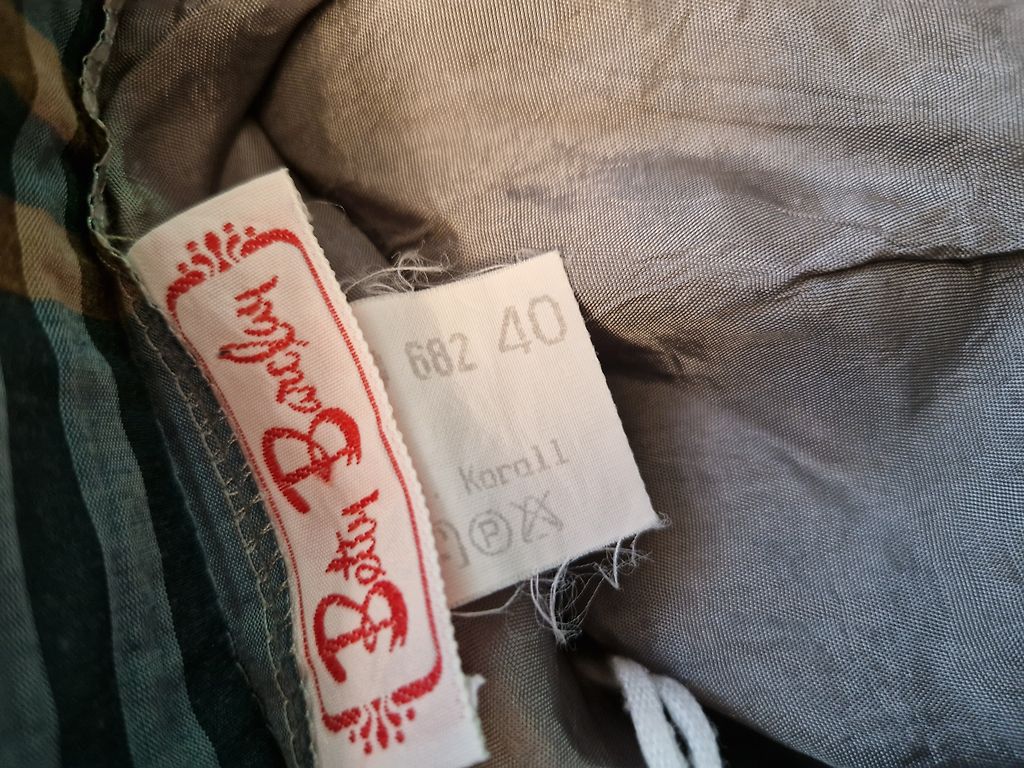 Betty Barclay
682 40
. Korall
P